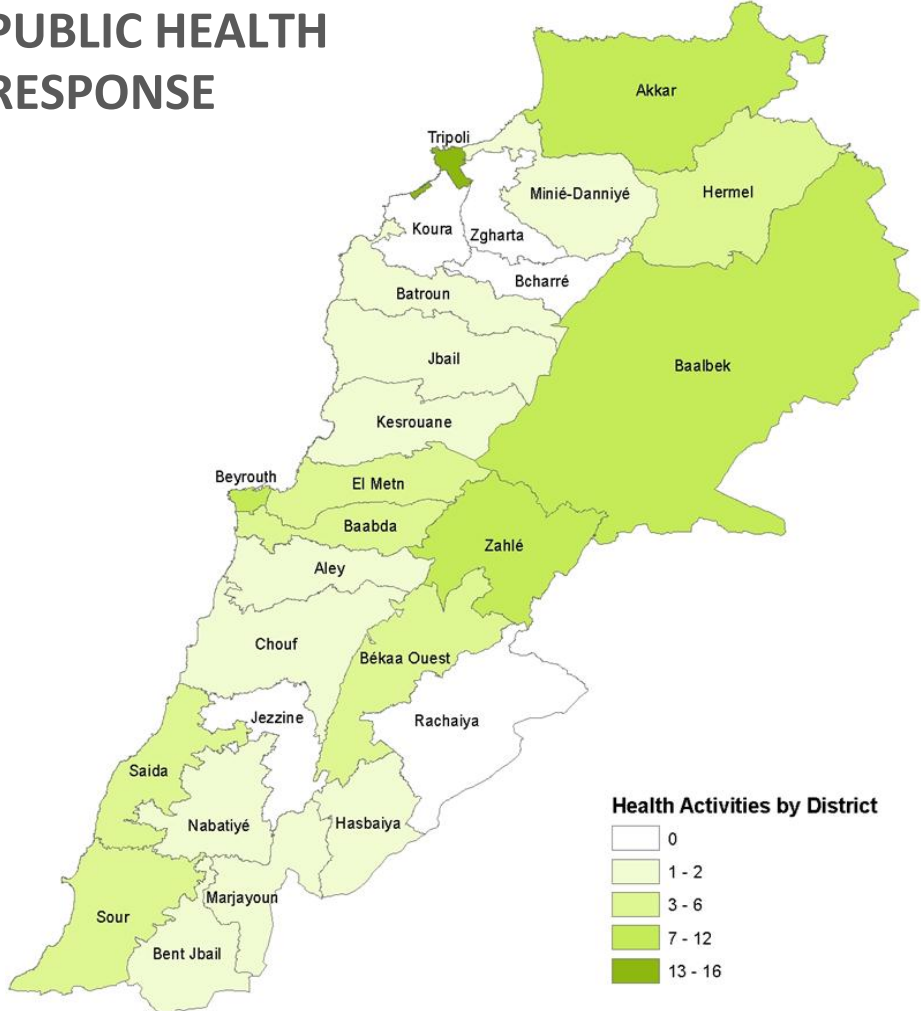 PUBLIC HEALTH
RESPONSE
Akkar
Tripoli
Hermel
Minié-Danniyé
Koura
Zgharta
Bcharré
Batroun
Jbail
Baalbek
Kesrouane
Beyrouth
El Metn
Baabda
Zahlé
Aley
Chouf
Békaa Ouest
Jezzine
Rachaiya
Saida
Nabatiyé
Hasbaiya
Marjayoun
Sour
Bent Jbail
Health Activities by District
0
1 - 2
3 - 6
7 - 12
13 - 16